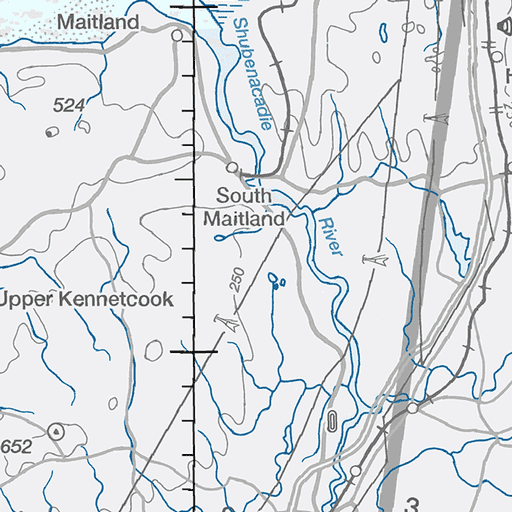 Maitland
Shubenacadie
524
South
Maitland
River
250
Upper Kennetcook
652
3